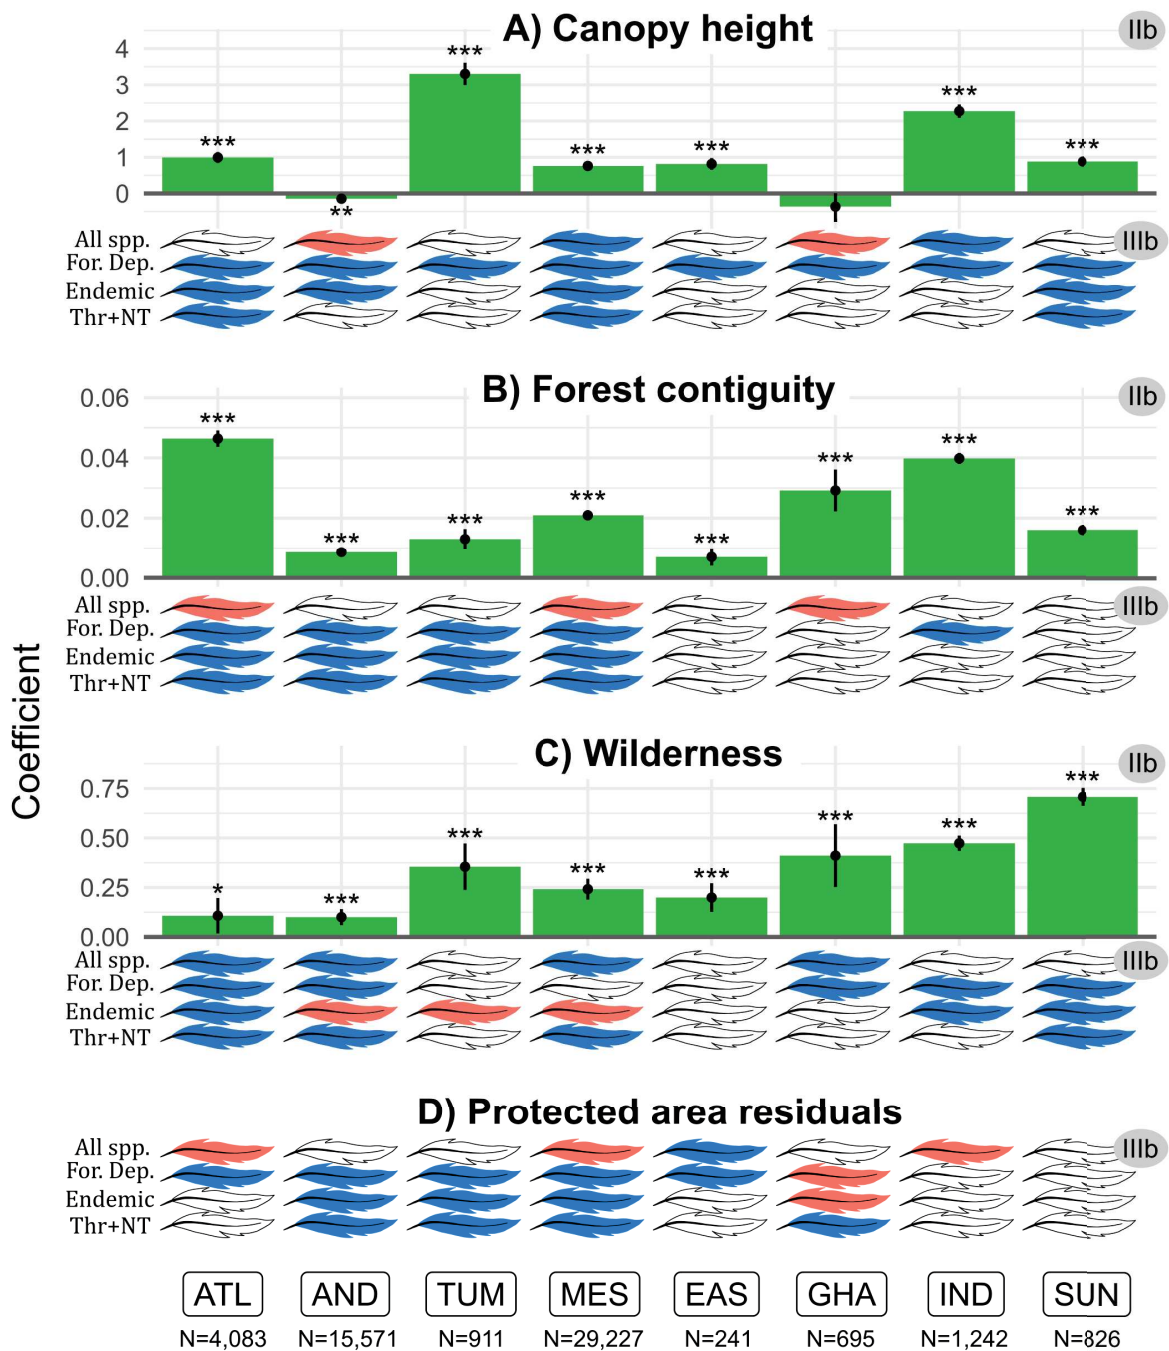 A) Canopy height
IIb
4
3
2
1
0
***
**
***
***
***
***
***
All spp.
For. Dep.
Endemic
Thr+NT
IIIb
B) Forest contiguity
IIb
0.06
0.04
0.02
0.00
***
***
***
***
***
***
***
***
All spp.
For. Dep.
Endemic
Thr+NT
IIIb
Coefficient
C) Wilderness
IIb
0.75
0.50
0.25
0.00
*
***
***
***
***
***
***
***
All spp.
For. Dep.
Endemic
Thr+NT
IIIb
D) Protected area residuals
All spp.
For. Dep.
Endemic
Thr+NT
IIIb
ATL AND TUM MES EAS GHA IND SUN
N=4,083 N=15,571 N=911 N=29,227 N=241 N=695 N=1,242 N=826